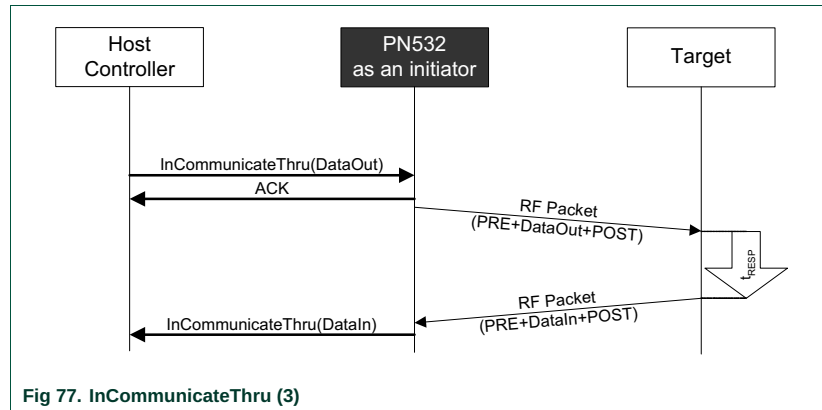 Host
Controller
PN532
as an initiator
Target
InCommunicateThru(DataOut)
ACK
RF Packet
(PRE+DataOut+POST)
tRESP
RF Packet
(PRE+DataIn+POST)
InCommunicateThru(DataIn)
Fig 77. InCommunicateThru (3)